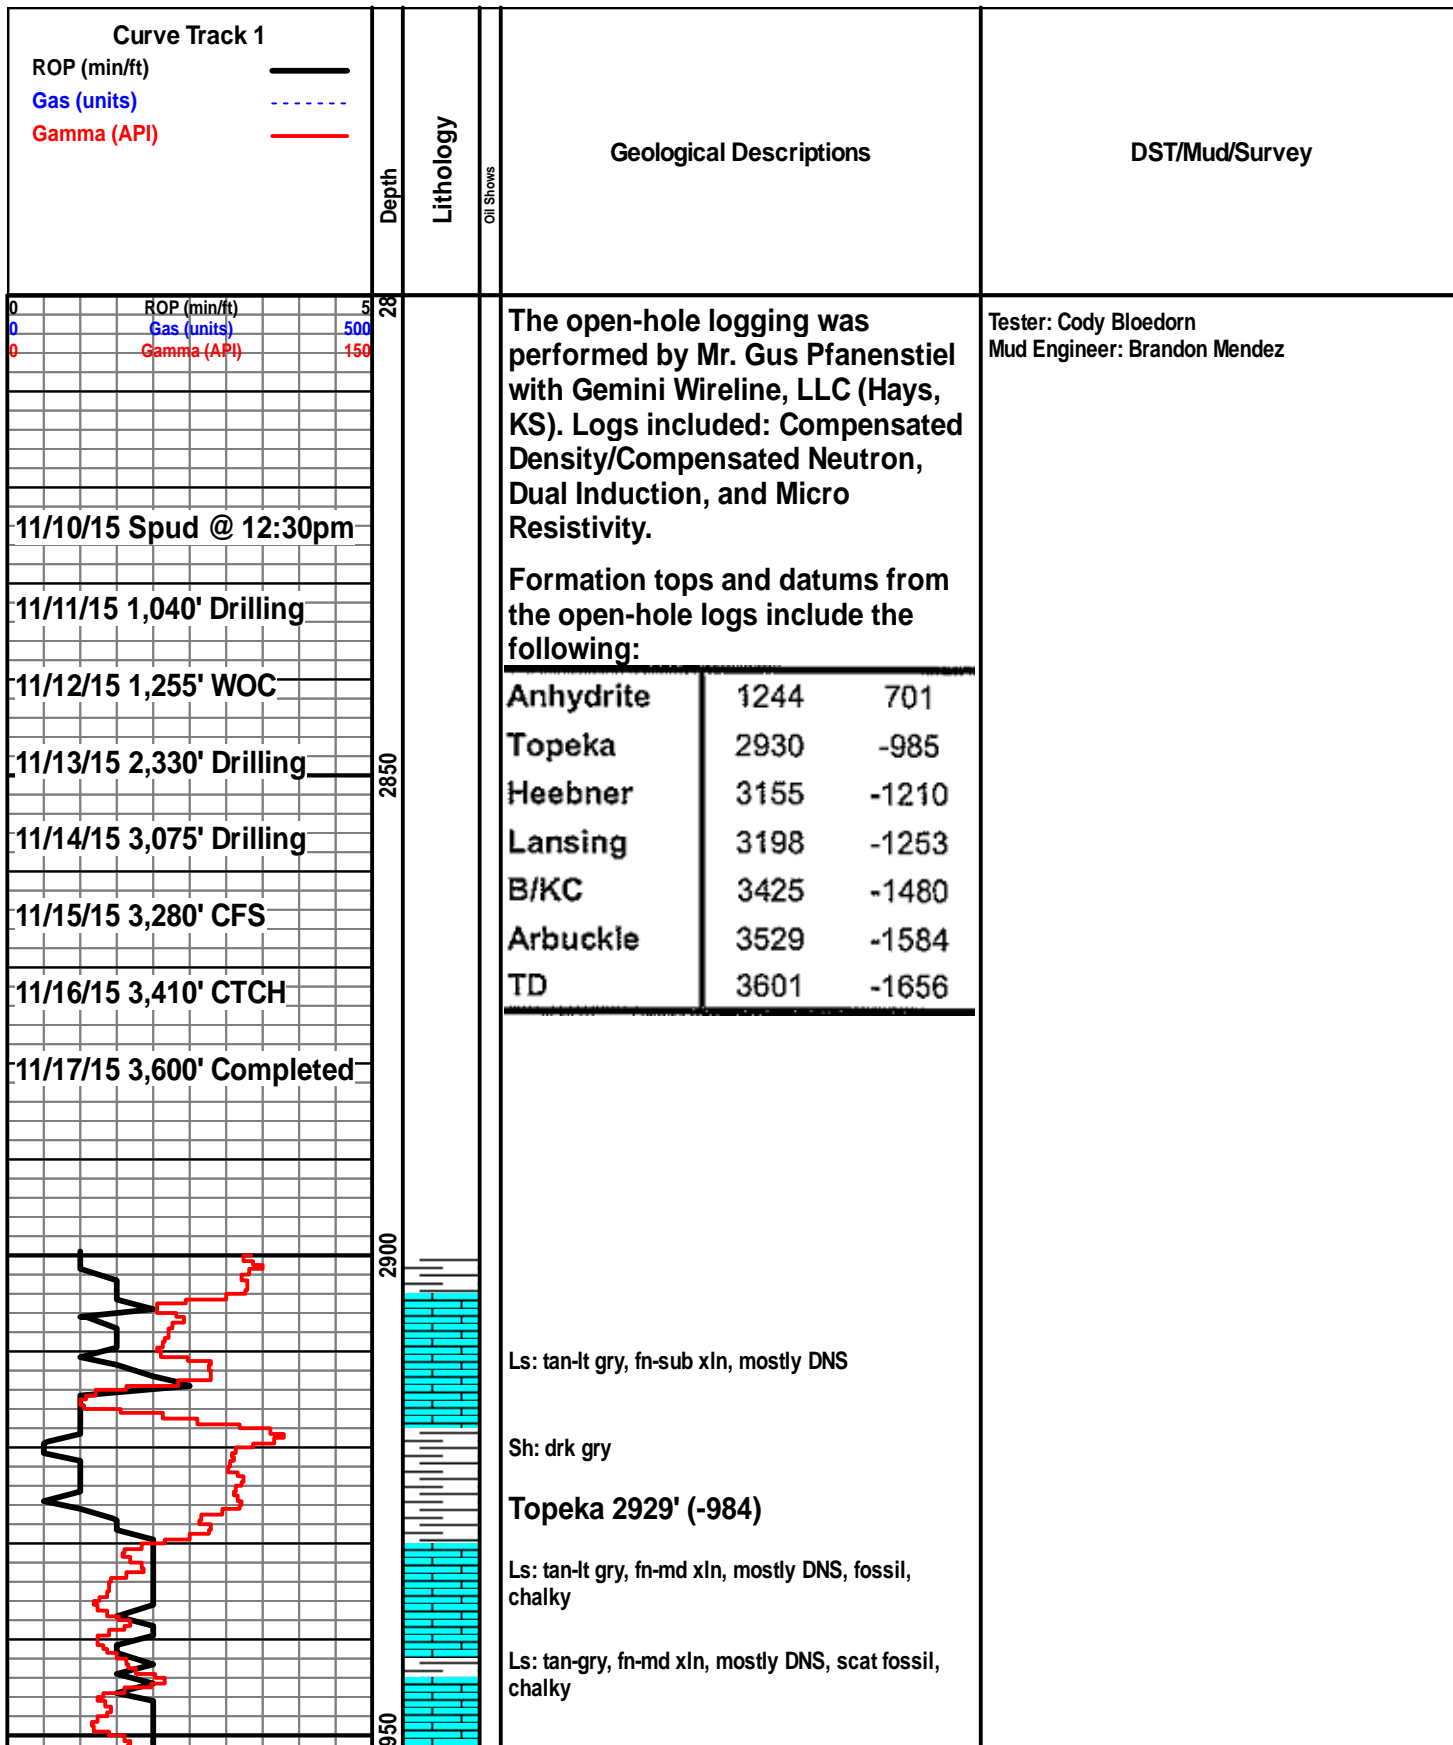 Curve Track 1
ROP (min/ft)
Gas (units)
Gamma (API)
Depth
Lithology
Oil Shows
Geological Descriptions
DST/Mud/Survey
0 ROP (min/ft) 5
0 Gas (units) 500
0 Gamma (API) 150
28
The open-hole logging was
performed by Mr. Gus Pfanenstiel
with Gemini Wireline, LLC (Hays,
KS). Logs included: Compensated
Density/Compensated Neutron,
Dual Induction, and Micro
Resistivity.
Formation tops and datums from
the open-hole logs include the
following:
Anhydrite 1244 701
Topeka 2930 -985
Heebner 3155 -1210
Lansing 3198 -1253
B/KC 3425 -1480
Arbuckle 3529 -1584
TD 3601 -1656
Tester: Cody Bloedorn
Mud Engineer: Brandon Mendez
11/10/15 Spud @ 12:30pm
11/11/15 1,040' Drilling
11/12/15 1,255' WOC
11/13/15 2,330' Drilling
2850
11/14/15 3,075' Drilling
11/15/15 3,280' CFS
11/16/15 3,410' CTCH
11/17/15 3,600' Completed
2900
Ls: tan-lt gry, fn-sub xln, mostly DNS
Sh: drk gry
Topeka 2929' (-984)
Ls: tan-lt gry, fn-md xln, mostly DNS, fossil,
chalky
Ls: tan-gry, fn-md xln, mostly DNS, scat fossil,
chalky
950